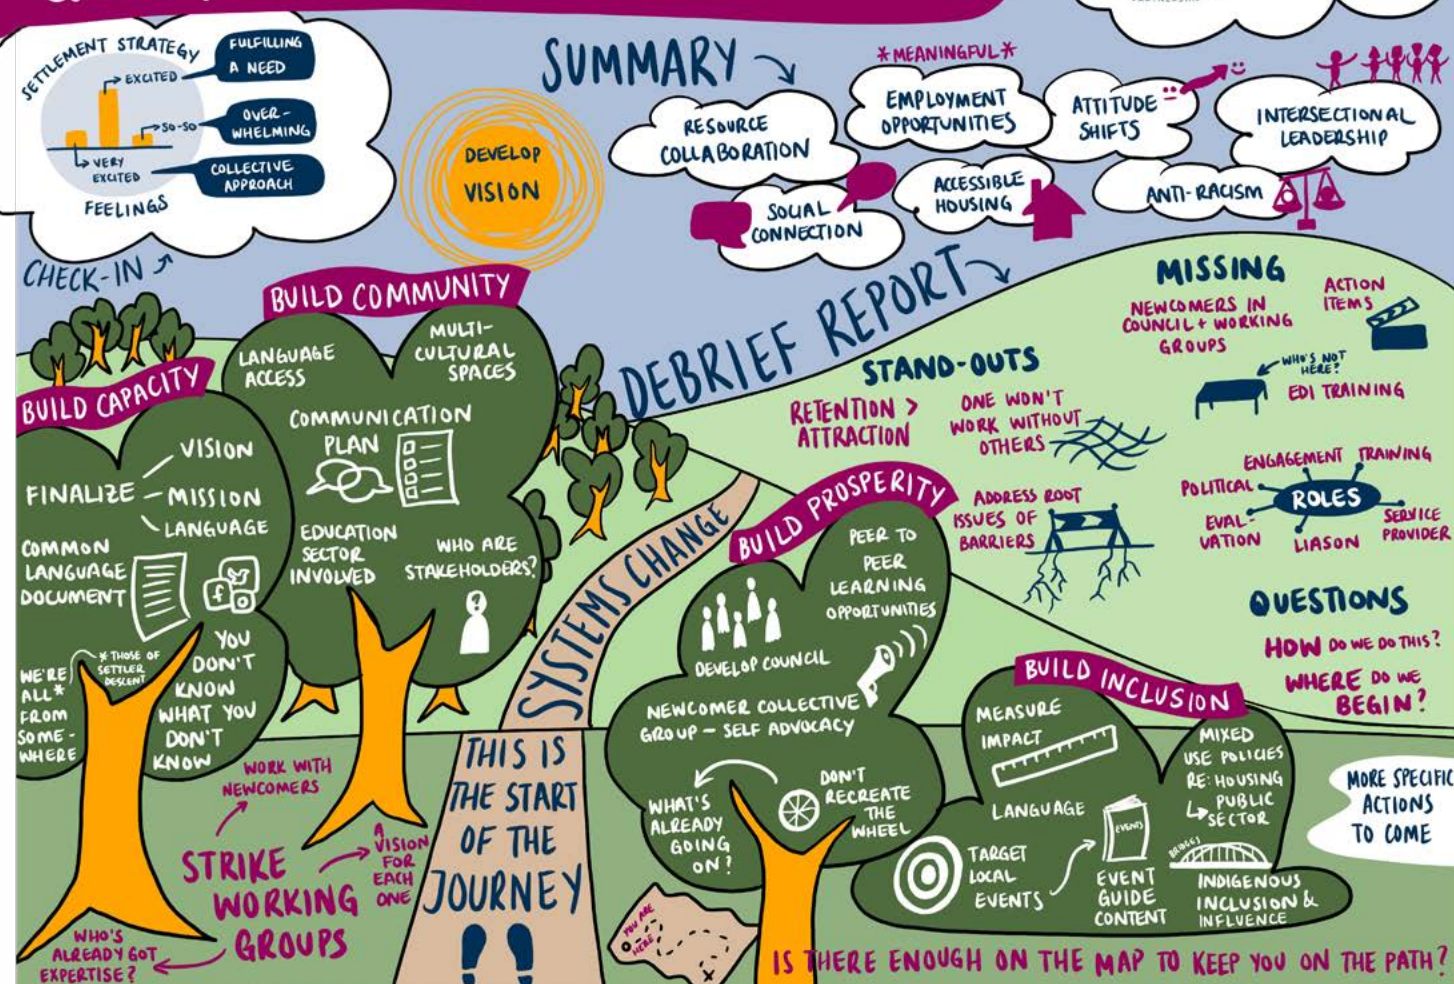 SETTLEMENT STRATEGY
EXCITED
SO-SO
VERY
EXCITED
FEELINGS
FULFILLING
A NEED
OVER-
WHELMING
COLLECTIVE
APPROACH
CHECK-IN
DEVELOP
VISION
SUMMARY
RESOURCE
COLLABORATION
*MEANINGFUL*
EMPLOYMENT
OPPORTUNITIES
ATTITUDE
SHIFTS
INTERSECTIONAL
LEADERSHIP
SOCIAL
CONNECTION
ACCESSIBLE
HOUSING
ANTI-RACISM
BUILD CAPACITY
FINALIZE
VISION
MISSION
LANGUAGE
COMMON
LANGUAGE
DOCUMENT
WE'RE
ALL*
FROM
SOME-
WHERE
* THOSE OF
SETTLER
DESCENT
YOU
DON'T
KNOW
WHAT YOU
DON'T
KNOW
BUILD COMMUNITY
LANGUAGE
ACCESS
MULTI-
CULTURAL
SPACES
COMMUNICATION
PLAN
EDUCATION
SECTOR
INVOLVED
WHO ARE
STAKEHOLDERS?
?
DEBRIEF REPORT
STAND-OUTS
RETENTION >
ATTRACTION
ONE WON'T
WORK WITHOUT
OTHERS
ADDRESS ROOT
ISSUES OF
BARRIERS
MISSING
NEWCOMERS IN
COUNCIL + WORKING
GROUPS
ACTION
ITEMS
WHO'S NOT
HERE?
EDI TRAINING
ROLES
ENGAGEMENT
TRAINING
POLITICAL
EVAL-
VATION
LIASON
SERVICE
PROVIDER
QUESTIONS
HOW DO WE DO THIS?
WHERE DO WE
BEGIN?
SYSTEMS CHANGE
THIS IS
THE START
OF THE
JOURNEY
BUILD PROSPERITY
PEER TO
PEER
LEARNING
OPPORTUNITIES
DEVELOP COUNCIL
NEWCOMER COLLECTIVE
GROUP – SELF ADVOCACY
WHAT'S
ALREADY
GOING
ON?
DON'T
RECREATE
THE
WHEEL
BUILD INCLUSION
MEASURE
IMPACT
LANGUAGE
TARGET
LOCAL
EVENTS
EVENTS
EVENT
GUIDE
CONTENT
MIXED
USE POLICIES
RE: HOUSING
PUBLIC
SECTOR
BRIDGES
INDIGENOUS
INCLUSION &
INFLUENCE
MORE SPECIFIC
ACTIONS
TO COME
STRIKE
WORKING
GROUPS
WORK WITH
NEWCOMERS
A
VISION
FOR
EACH
ONE
WHO'S
ALREADY GOT
EXPERTISE?
YOU ARE
HERE
X
IS THERE ENOUGH ON THE MAP TO KEEP YOU ON THE PATH?